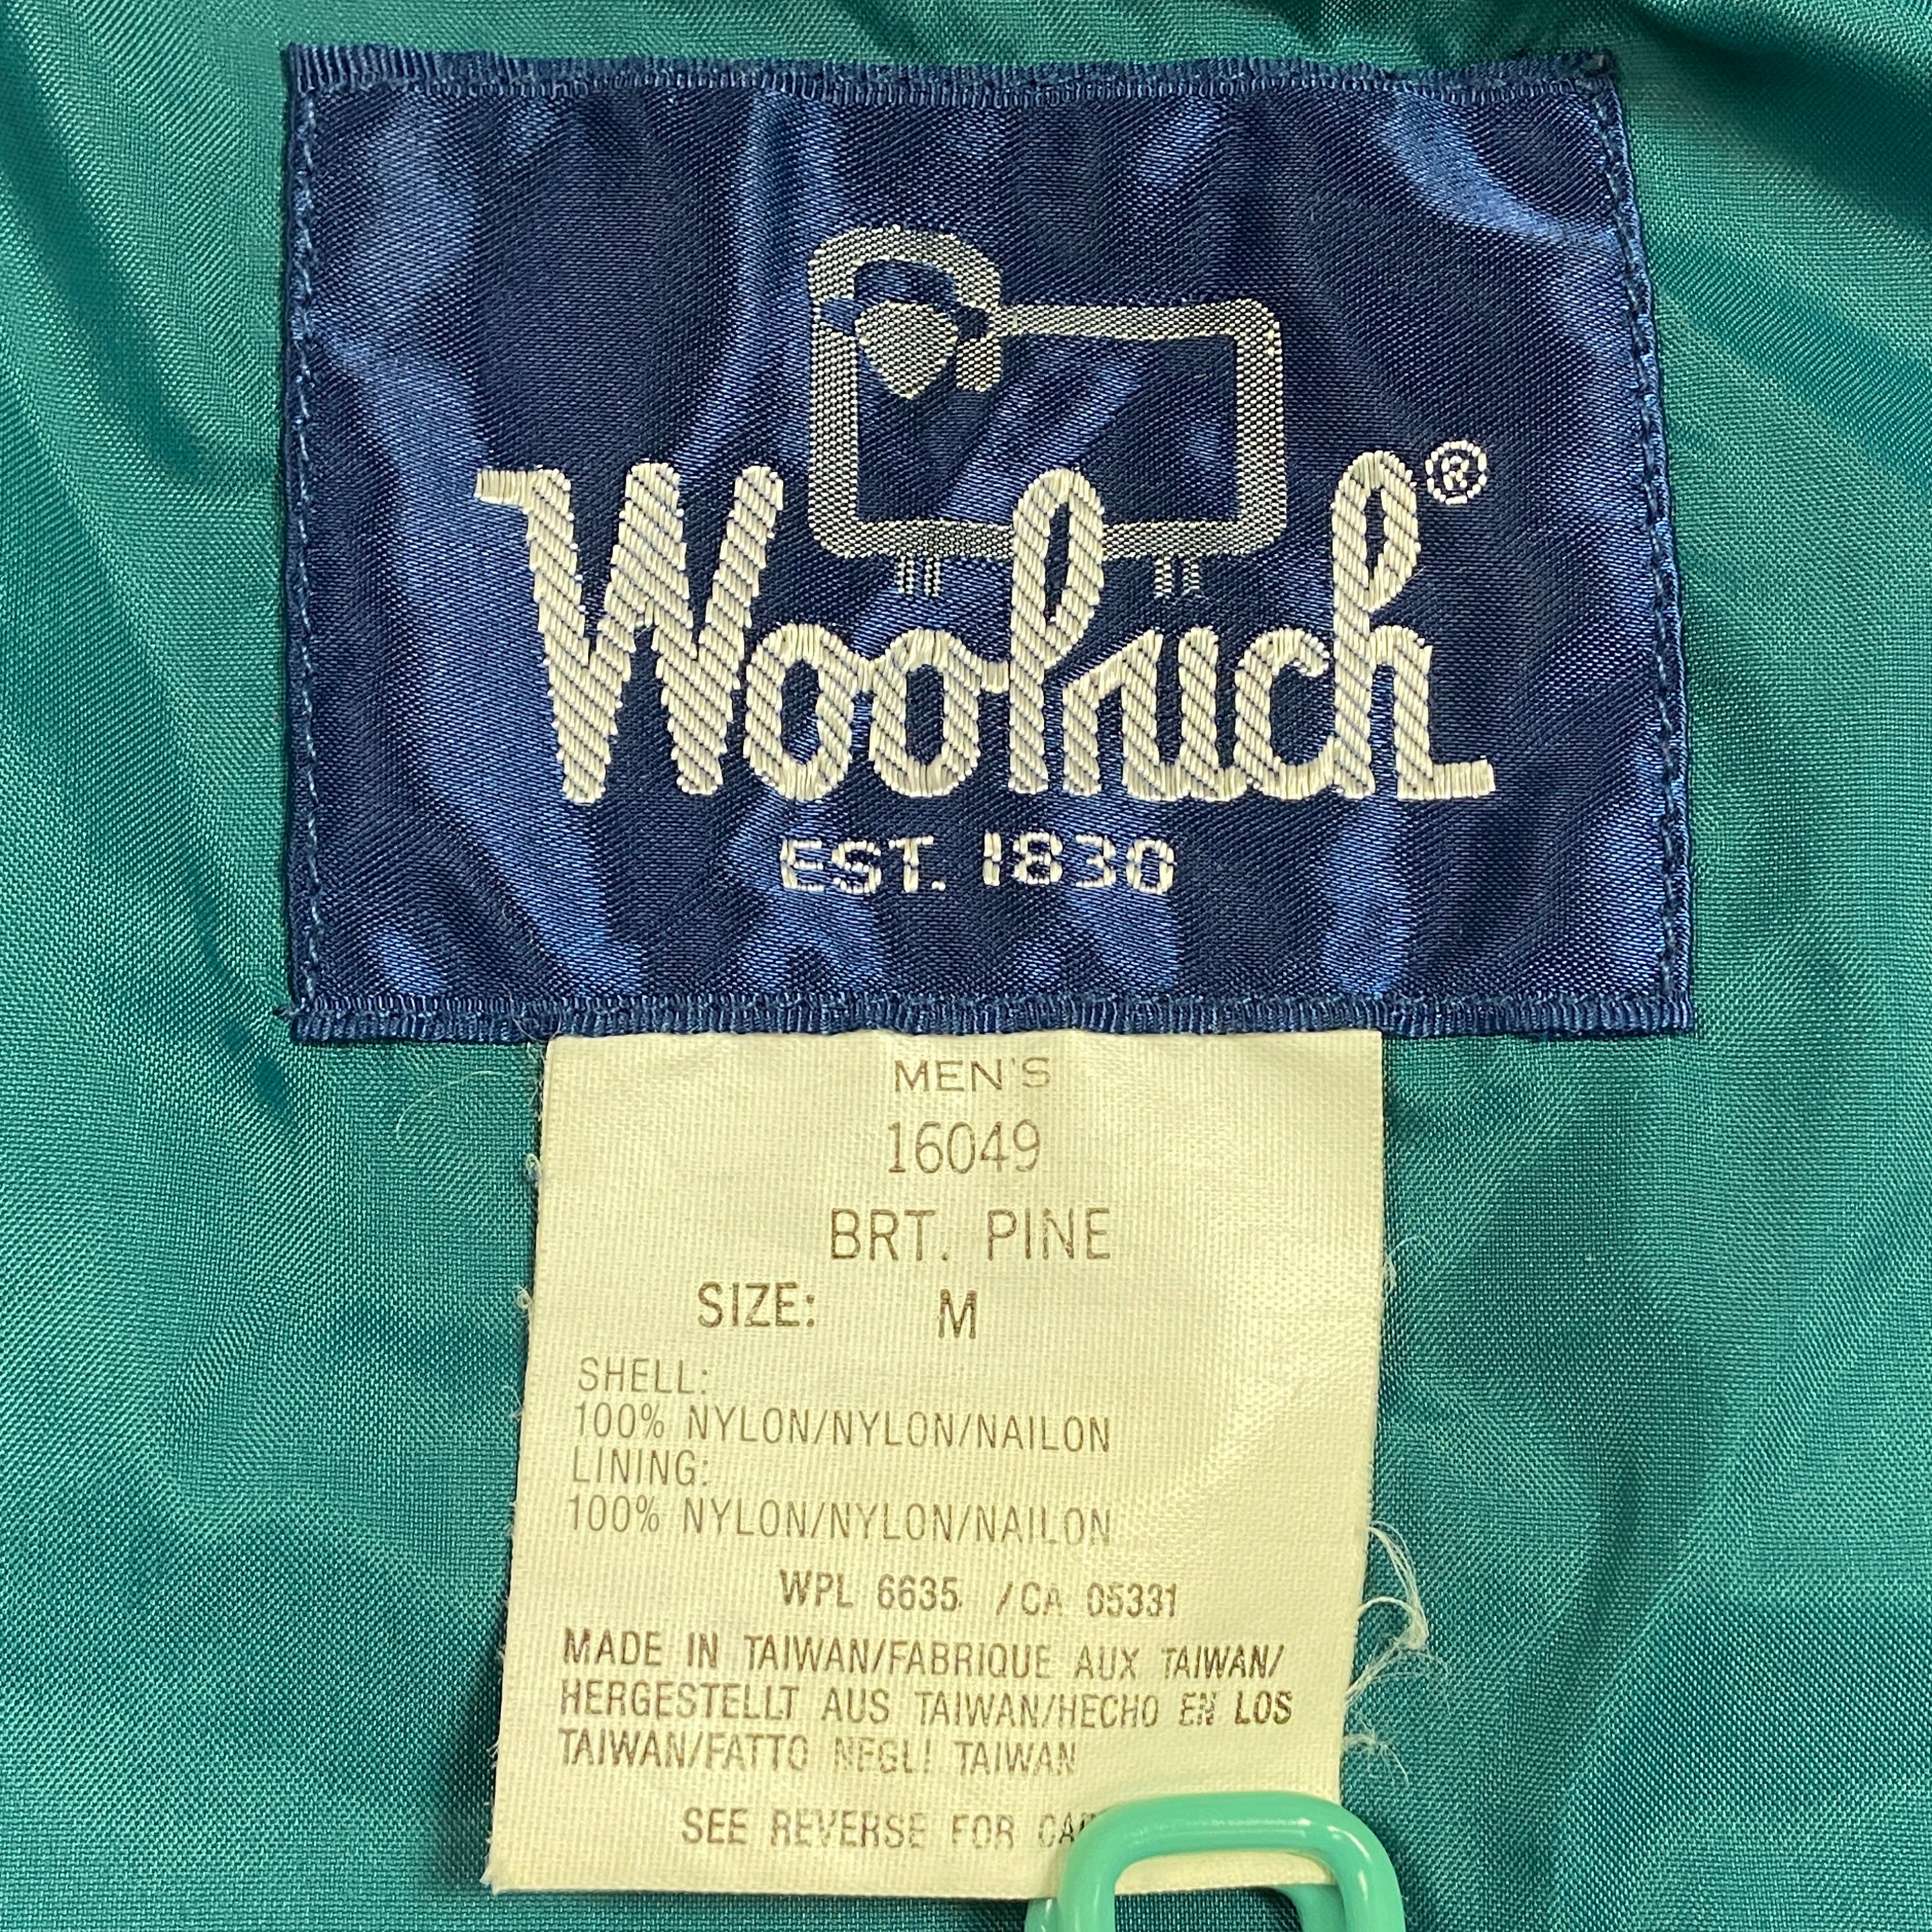 Woolrich®
EST. 1830
MEN'S
16049
BRT. PINE
SIZE: M
SHELL:
100% NYLON/NYLON/NAILON
LINING:
100% NYLON/NYLON/NAILON
WPL 6635 /CA 05331
MADE IN TAIWAN/FABRIQUE AUX TAIWAN/
HERGESTELLT AUS TAIWAN/HECHO EN LOS
TAIWAN/FATTO NEGLI TAIWAN
SEE REVERSE FOR